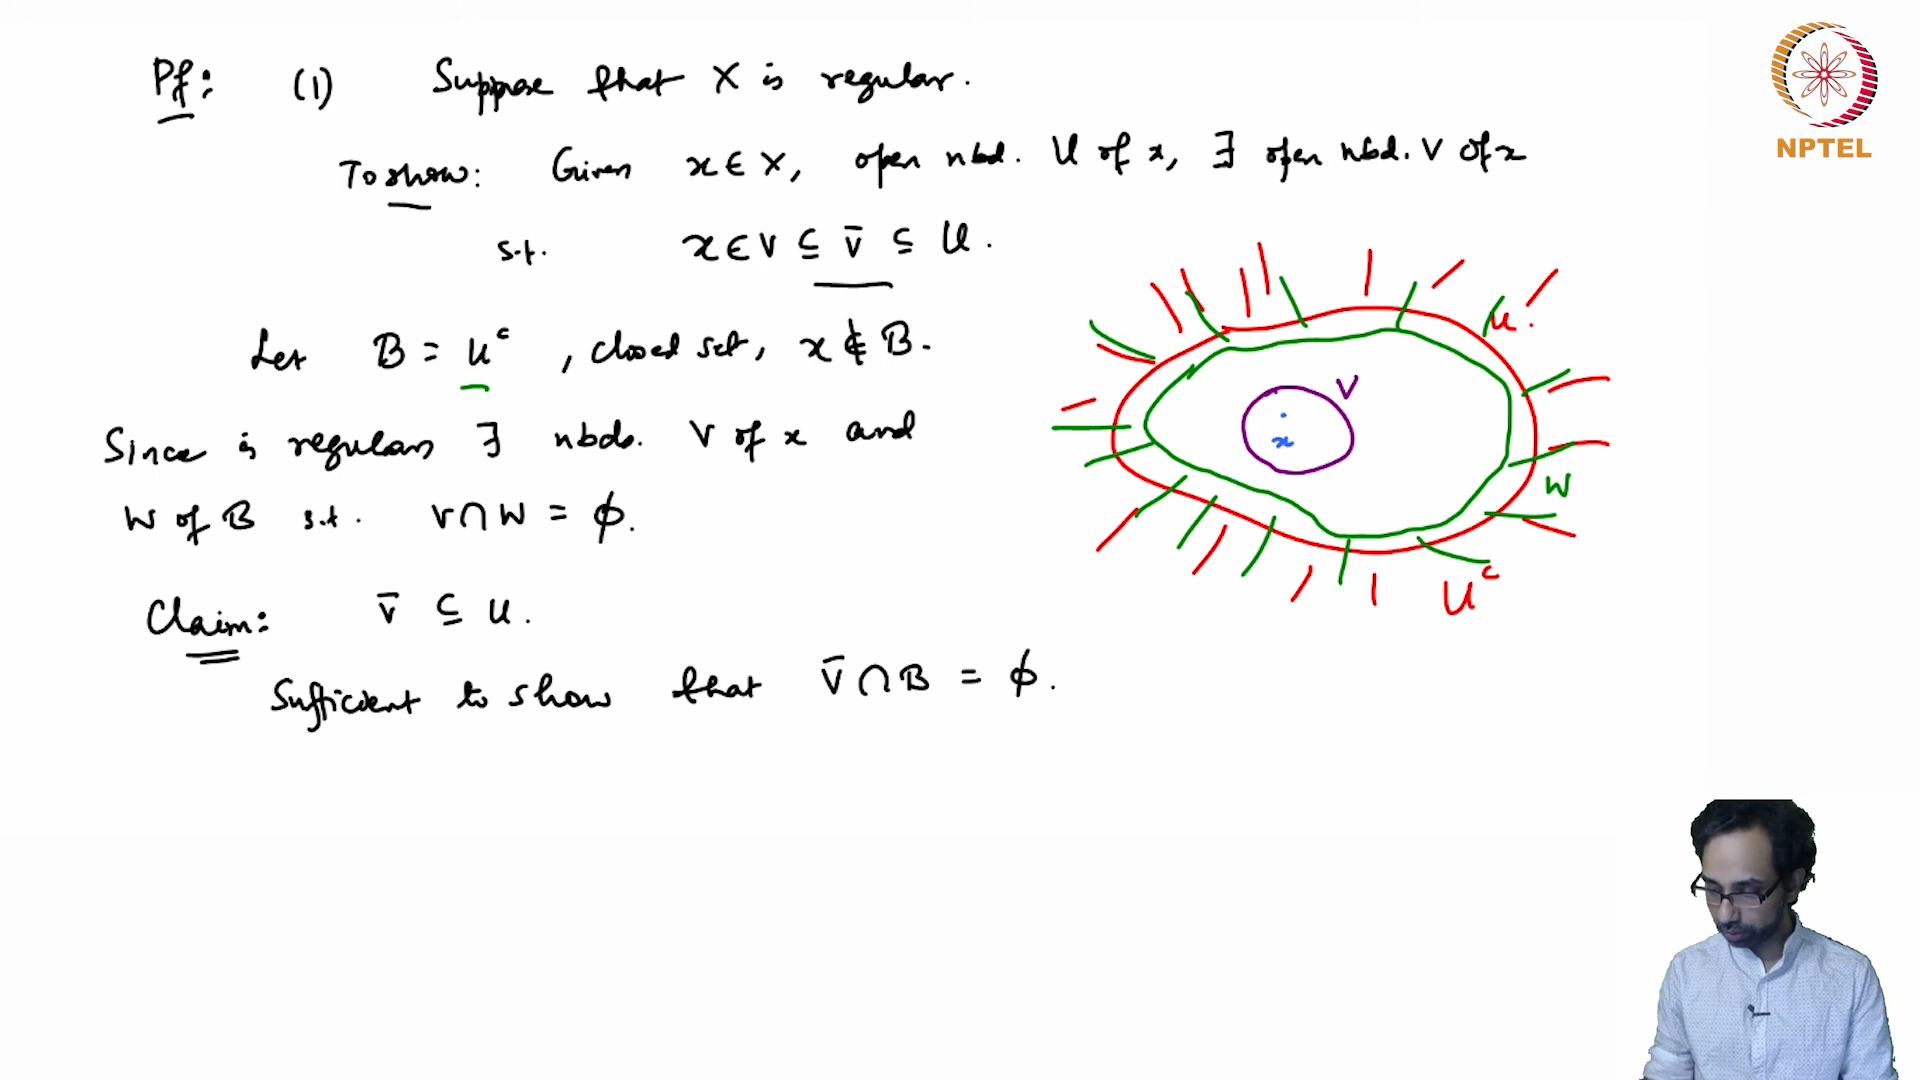 Pf: (1) Suppose that X is regular.
To show: Given x ∈ X, open nbd. U of x, ∃ open nbd. V of x
s.t. x ∈ V ⊆ V̄ ⊆ U.
Let B = U^c, closed set, x ∉ B.
Since is regular ∃ nbds. V of x and
W of B s.t. V ∩ W = ϕ.
Claim: V̄ ⊆ U.
Sufficient to show that V̄ ∩ B = ϕ.
U.
V
x
W
U^c
NPTEL